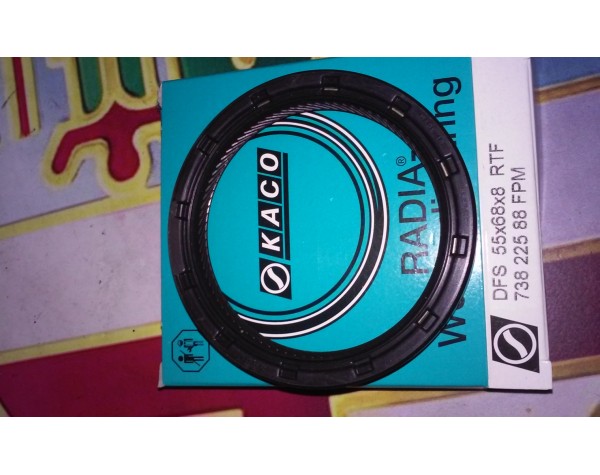 KACO
RADIA
®
DFS 55x68x8 RTF
738 225 88 FPM